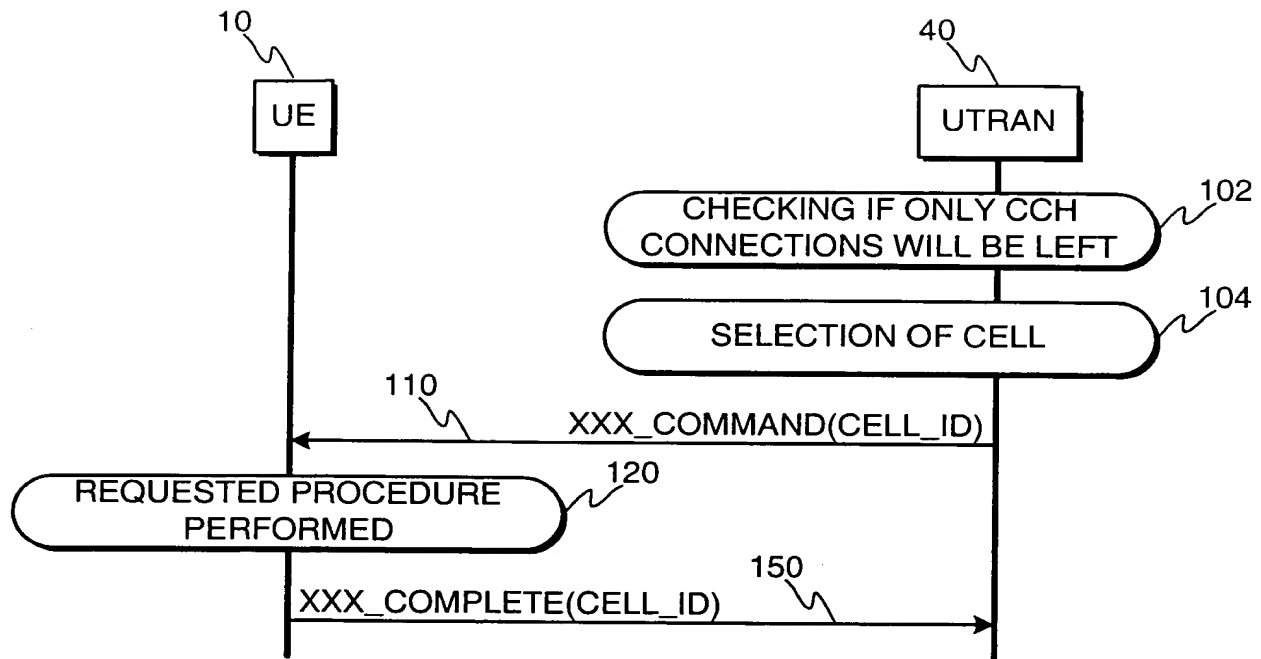 10
40
UE
UTRAN
CHECKING IF ONLY CCH
CONNECTIONS WILL BE LEFT
102
SELECTION OF CELL
104
110
XXX_COMMAND(CELL_ID)
REQUESTED PROCEDURE
PERFORMED
120
XXX_COMPLETE(CELL_ID)
150